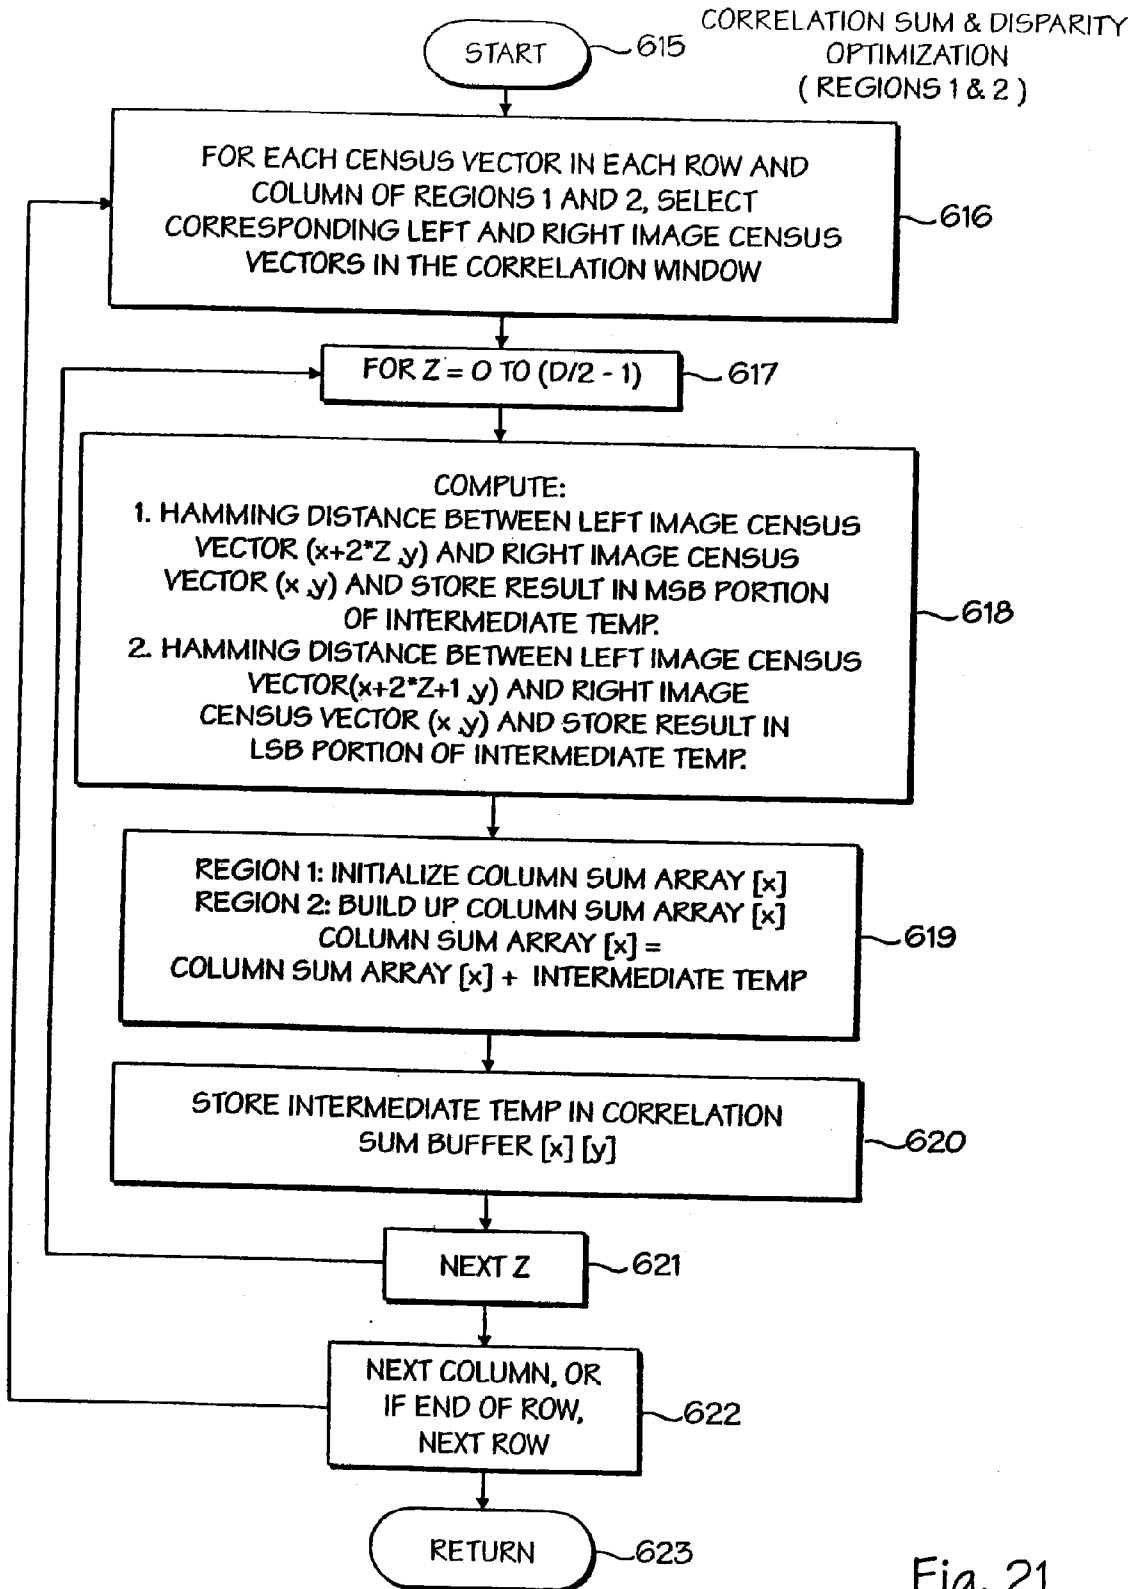 CORRELATION SUM & DISPARITY
OPTIMIZATION
( REGIONS 1 & 2 )
START
615
FOR EACH CENSUS VECTOR IN EACH ROW AND
COLUMN OF REGIONS 1 AND 2, SELECT
CORRESPONDING LEFT AND RIGHT IMAGE CENSUS
VECTORS IN THE CORRELATION WINDOW
616
FOR Z = 0 TO (D/2 - 1)
617
COMPUTE:
1. HAMMING DISTANCE BETWEEN LEFT IMAGE CENSUS
VECTOR (x+2*Z ,y) AND RIGHT IMAGE CENSUS
VECTOR (x ,y) AND STORE RESULT IN MSB PORTION
OF INTERMEDIATE TEMP.
2. HAMMING DISTANCE BETWEEN LEFT IMAGE CENSUS
VECTOR(x+2*Z+1 ,y) AND RIGHT IMAGE
CENSUS VECTOR (x ,y) AND STORE RESULT IN
LSB PORTION OF INTERMEDIATE TEMP.
618
REGION 1: INITIALIZE COLUMN SUM ARRAY [x]
REGION 2: BUILD UP COLUMN SUM ARRAY [x]
COLUMN SUM ARRAY [x] =
COLUMN SUM ARRAY [x] + INTERMEDIATE TEMP
619
STORE INTERMEDIATE TEMP IN CORRELATION
SUM BUFFER [x] [y]
620
NEXT Z
621
NEXT COLUMN, OR
IF END OF ROW,
NEXT ROW
622
RETURN
623
Fig. 21